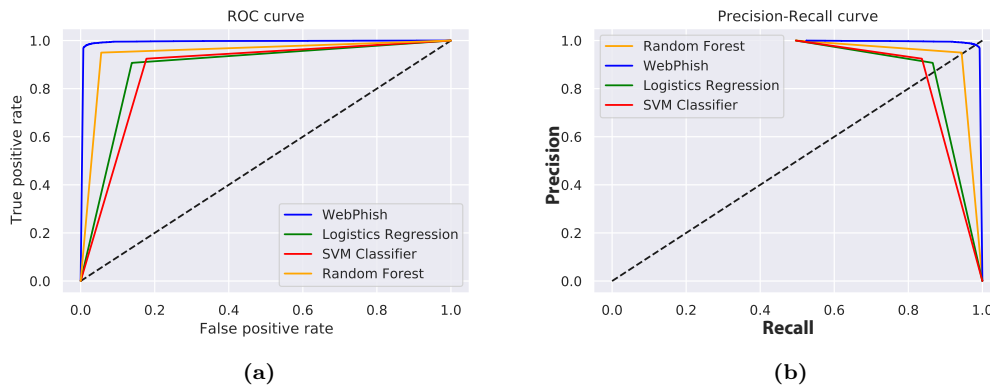 ROC curve
1.0
0.8
0.6
0.4
0.2
0.0
True positive rate
WebPhish
Logistics Regression
SVM Classifier
Random Forest
0.0 0.2 0.4 0.6 0.8 1.0
False positive rate
(a)
Precision-Recall curve
1.0
0.8
0.6
0.4
0.2
0.0
Precision
Random Forest
WebPhish
Logistics Regression
SVM Classifier
0.0 0.2 0.4 0.6 0.8 1.0
Recall
(b)